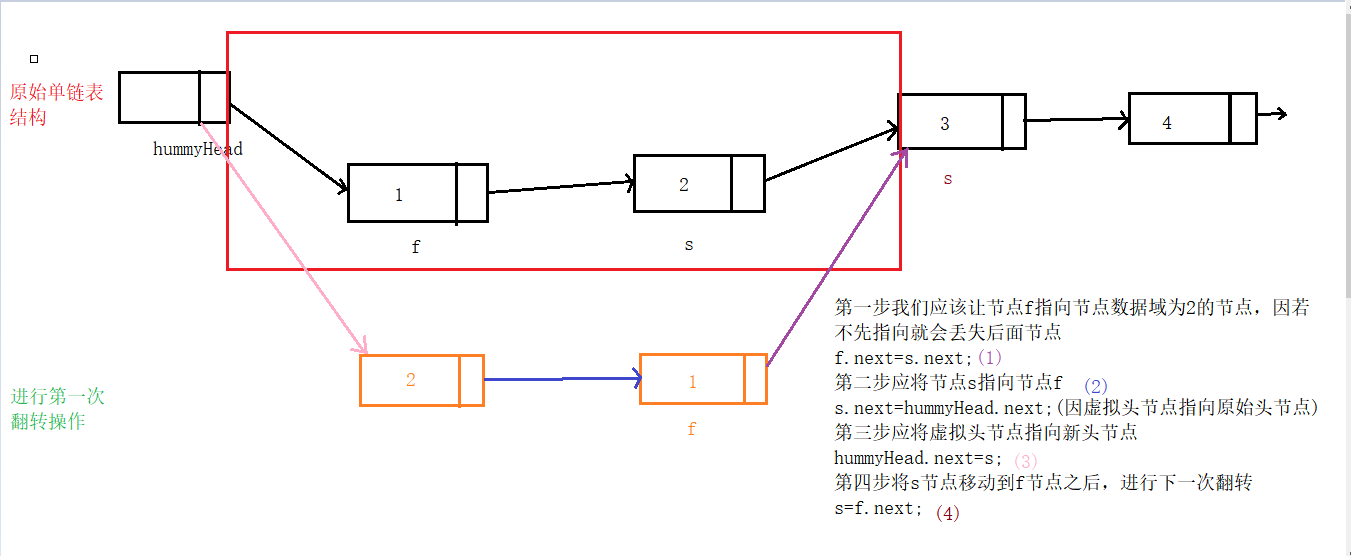 原始单链表
结构
hummyHead
1
f
2
s
3
s
4
进行第一次
翻转操作
2
1
f
第一步我们应该让节点f指向节点数据域为2的节点，因若
不先指向就会丢失后面节点
f.next=s.next;(1)
第二步应将节点s指向节点f (2)
s.next=hummyHead.next;(因虚拟头节点指向原始头节点)
第三步应将虚拟头节点指向新头节点
hummyHead.next=s; (3)
第四步将s节点移动到f节点之后，进行下一次翻转
s=f.next; (4)